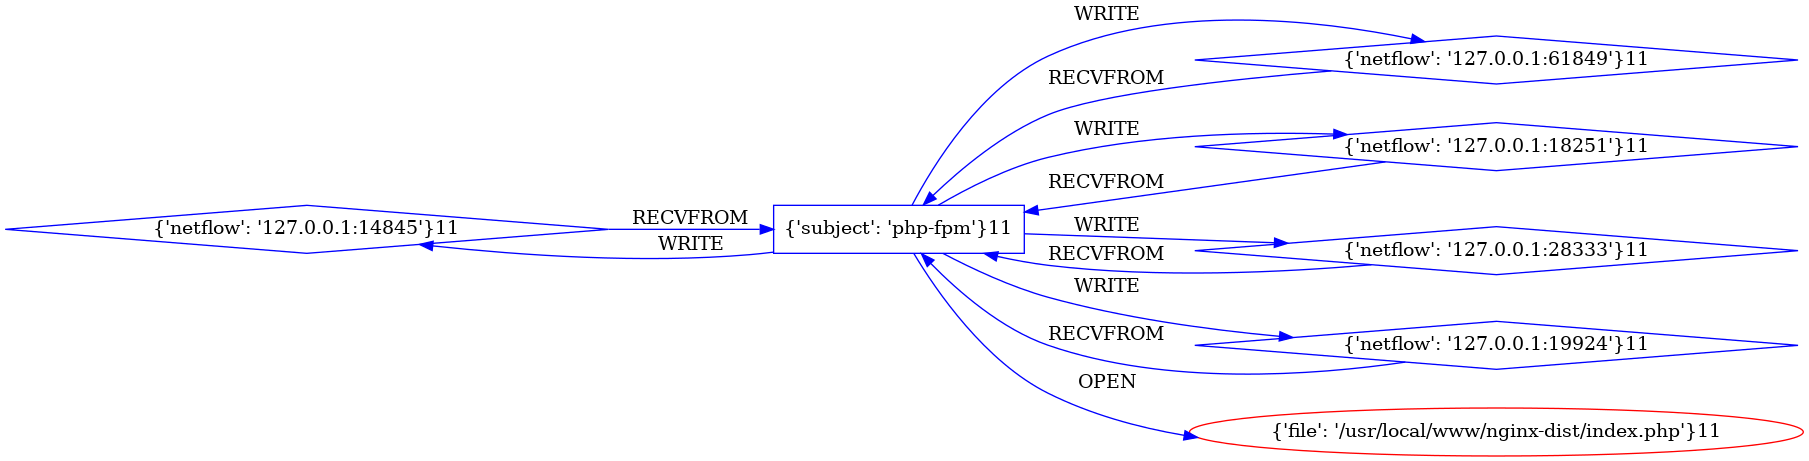 WRITE
{'netflow': '127.0.0.1:61849'}11
RECVFROM
WRITE
{'netflow': '127.0.0.1:18251'}11
RECVFROM
{'netflow': '127.0.0.1:14845'}11
RECVFROM
WRITE
{'subject': 'php-fpm'}11
WRITE
RECVFROM
{'netflow': '127.0.0.1:28333'}11
WRITE
RECVFROM
{'netflow': '127.0.0.1:19924'}11
OPEN
{'file': '/usr/local/www/nginx-dist/index.php'}11